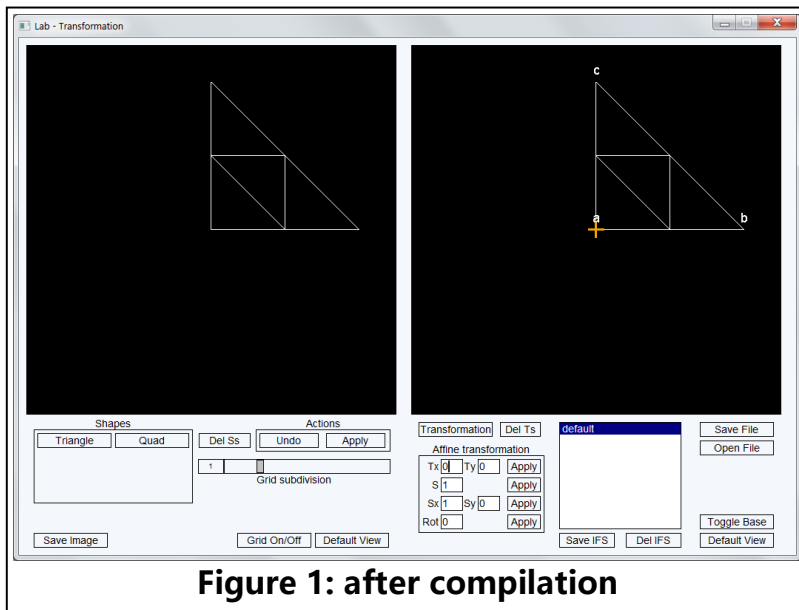 Lab - Transformation
c
a
b
Shapes
Triangle Quad
Del Ss
Actions
Undo Apply
1
Grid subdivision
Save Image
Grid On/Off Default View
Transformation Del Ts
Affine transformation
Tx 0 Ty 0 Apply
S 1 Apply
Sx 1 Sy 0 Apply
Rot 0 Apply
default
Save IFS Del IFS
Save File
Open File
Toggle Base
Default View
Figure 1: after compilation